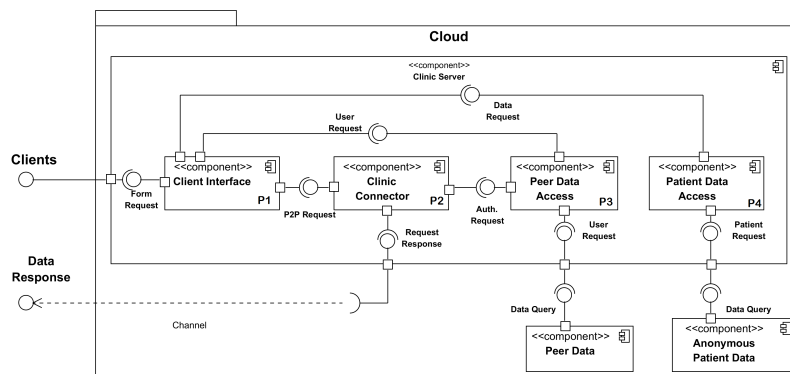 Cloud
<<component>>
Clinic Server
Data
Request
User
Request
Clients
<<component>>
Client Interface
P1
<<component>>
Clinic
Connector
P2
<<component>>
Peer Data
Access
P3
<<component>>
Patient Data
Access
P4
Form
Request
P2P Request
Auth.
Request
Request
Response
User
Request
Patient
Request
Data
Response
Channel
Data Query
Data Query
<<component>>
Peer Data
<<component>>
Anonymous
Patient Data